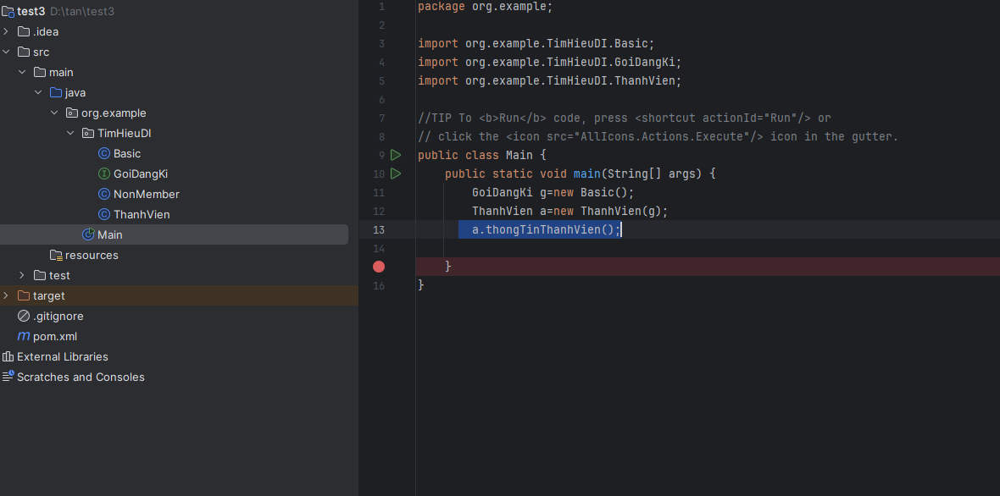 test3 D:\tan\test3
.idea
src
main
java
org.example
TimHieuDI
Basic
GoiDangKi
NonMember
ThanhVien
Main
resources
test
target
.gitignore
pom.xml
External Libraries
Scratches and Consoles
1 package org.example;
2
3 import org.example.TimHieuDI.Basic;
4 import org.example.TimHieuDI.GoiDangKi;
5 import org.example.TimHieuDI.ThanhVien;
6
7 //TIP To <b>Run</b> code, press <shortcut actionId="Run"/> or
8 // click the <icon src="AllIcons.Actions.Execute"/> icon in the gutter.
9 public class Main {
10 public static void main(String[] args) {
11 GoiDangKi g=new Basic();
12 ThanhVien a=new ThanhVien(g);
13 a.thongTinThanhVien();
14
}
16 }